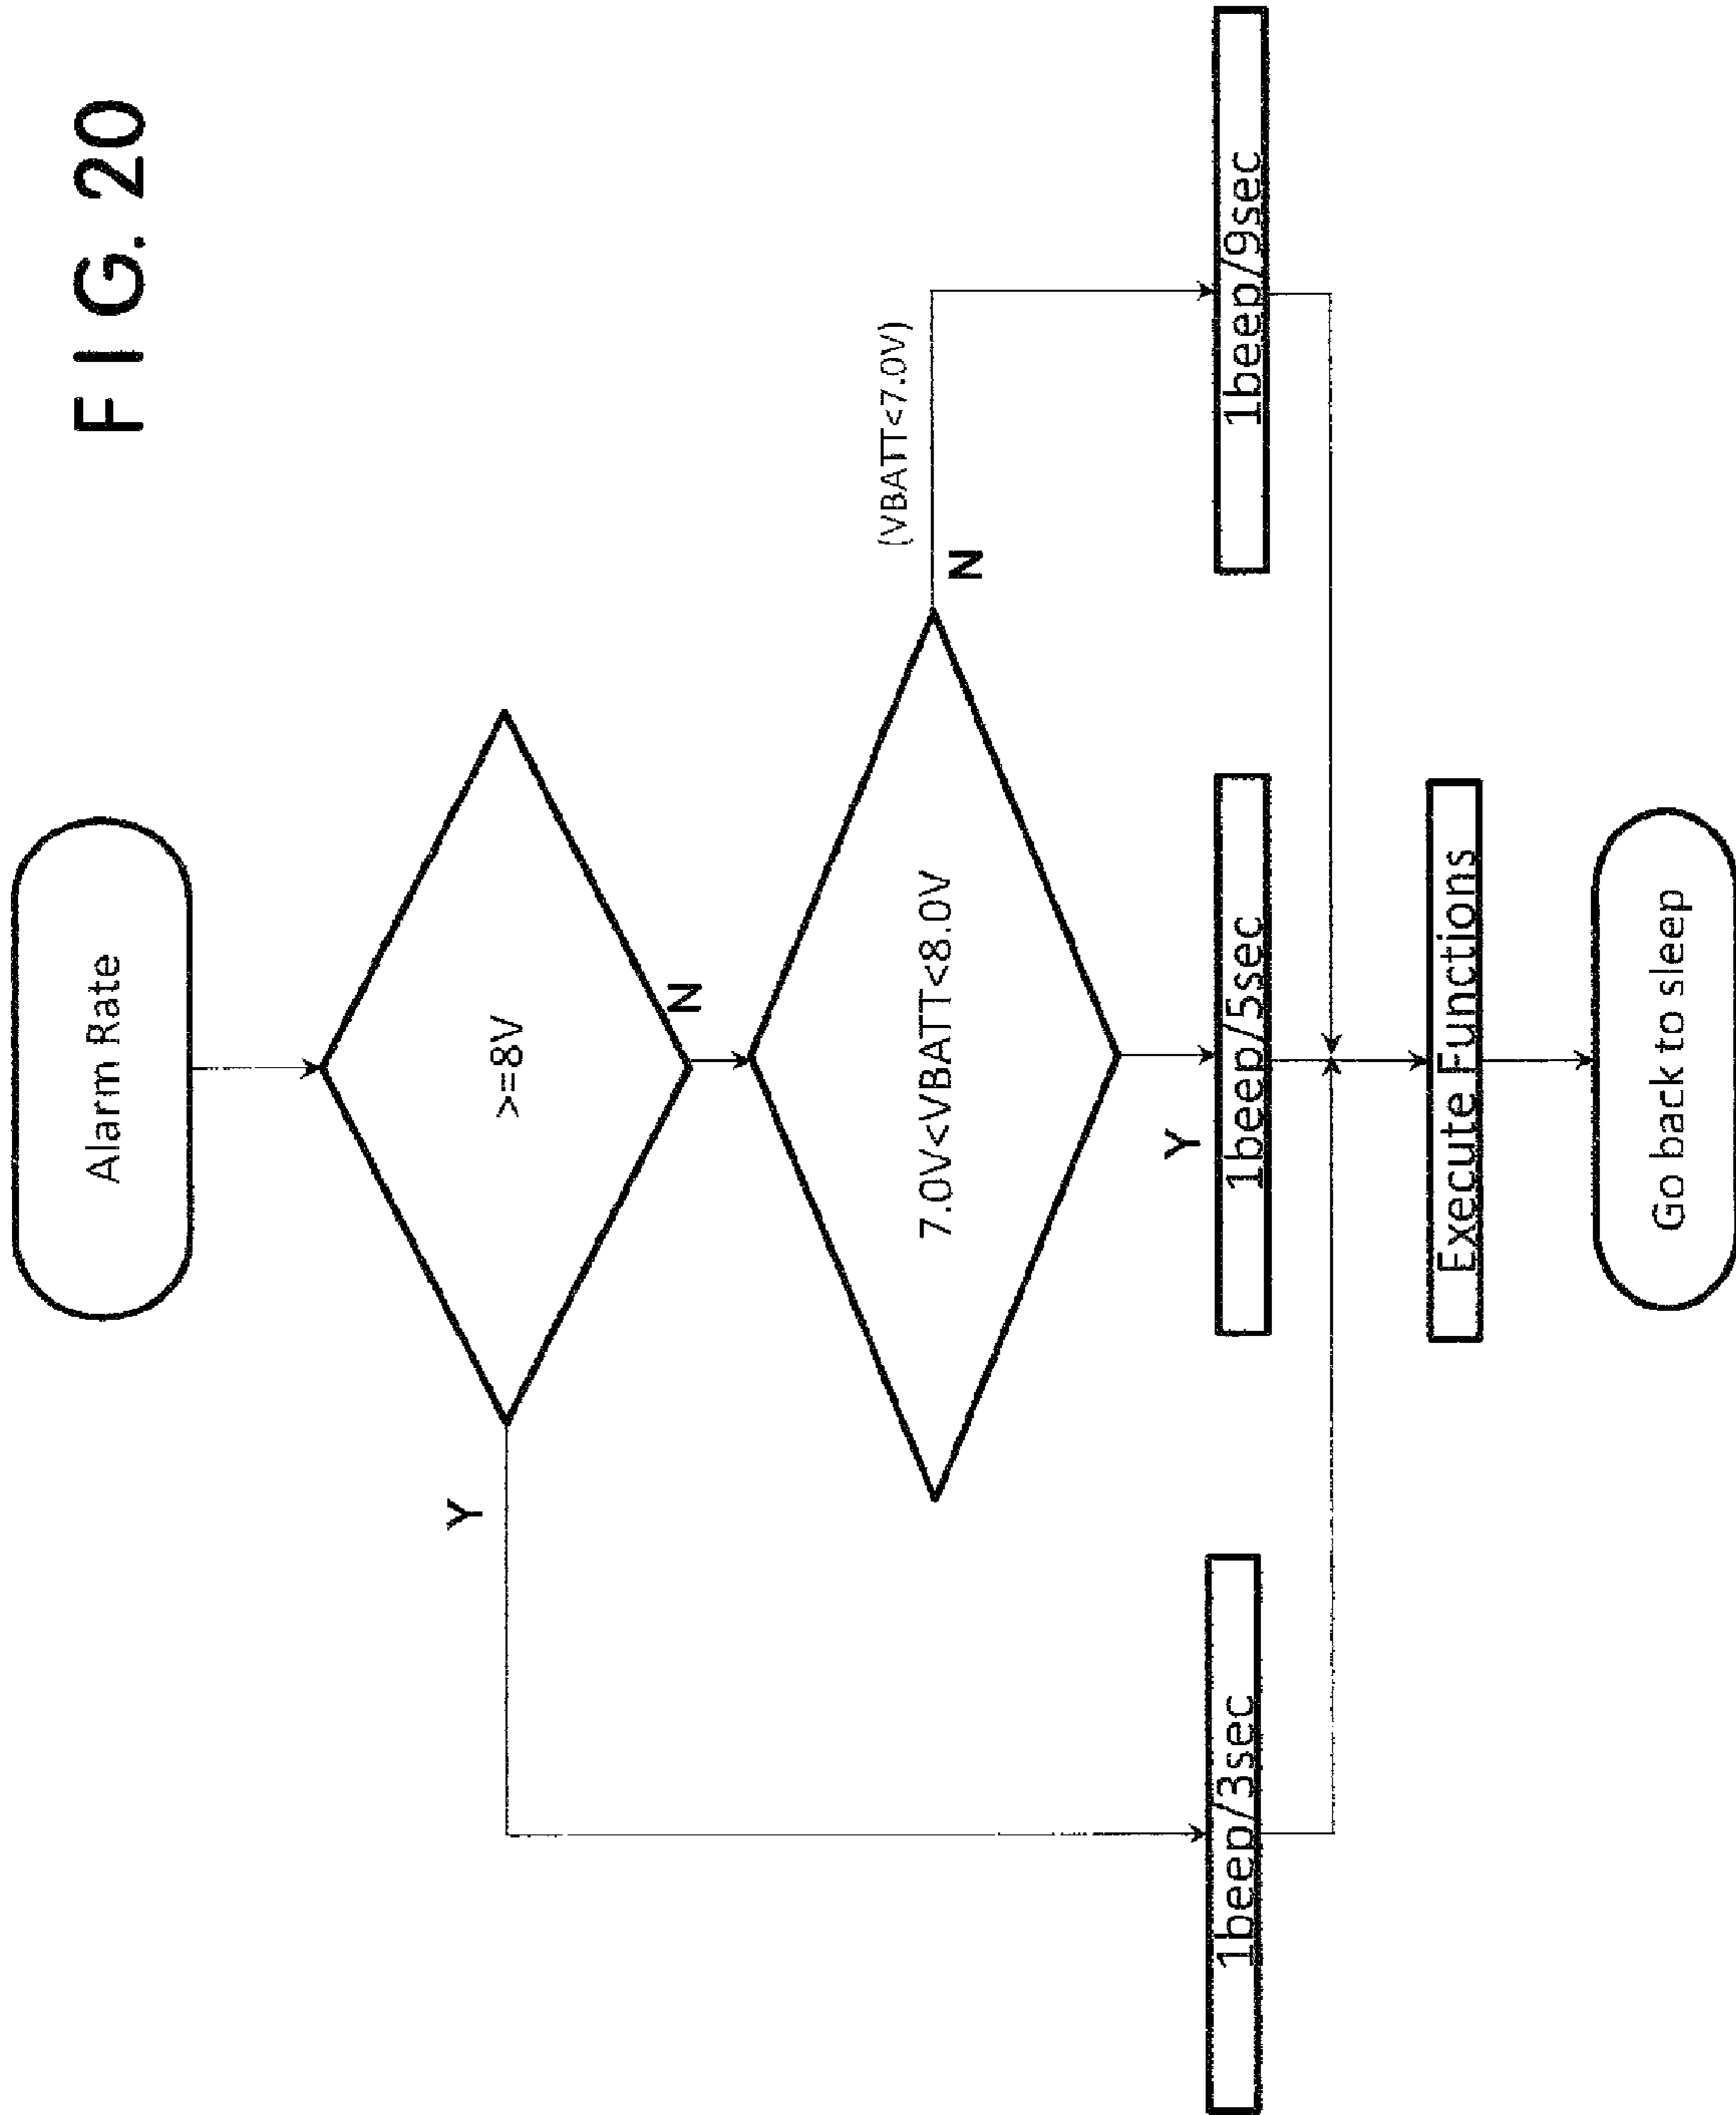 FIG. 20
Alarm Rate
>=8V
Y
N
7.0V<VBATT<8.0V
(VBATT<7.0V)
N
Y
1beep/3sec
1beep/5sec
1beep/9sec
Execute Functions
Go back to sleep